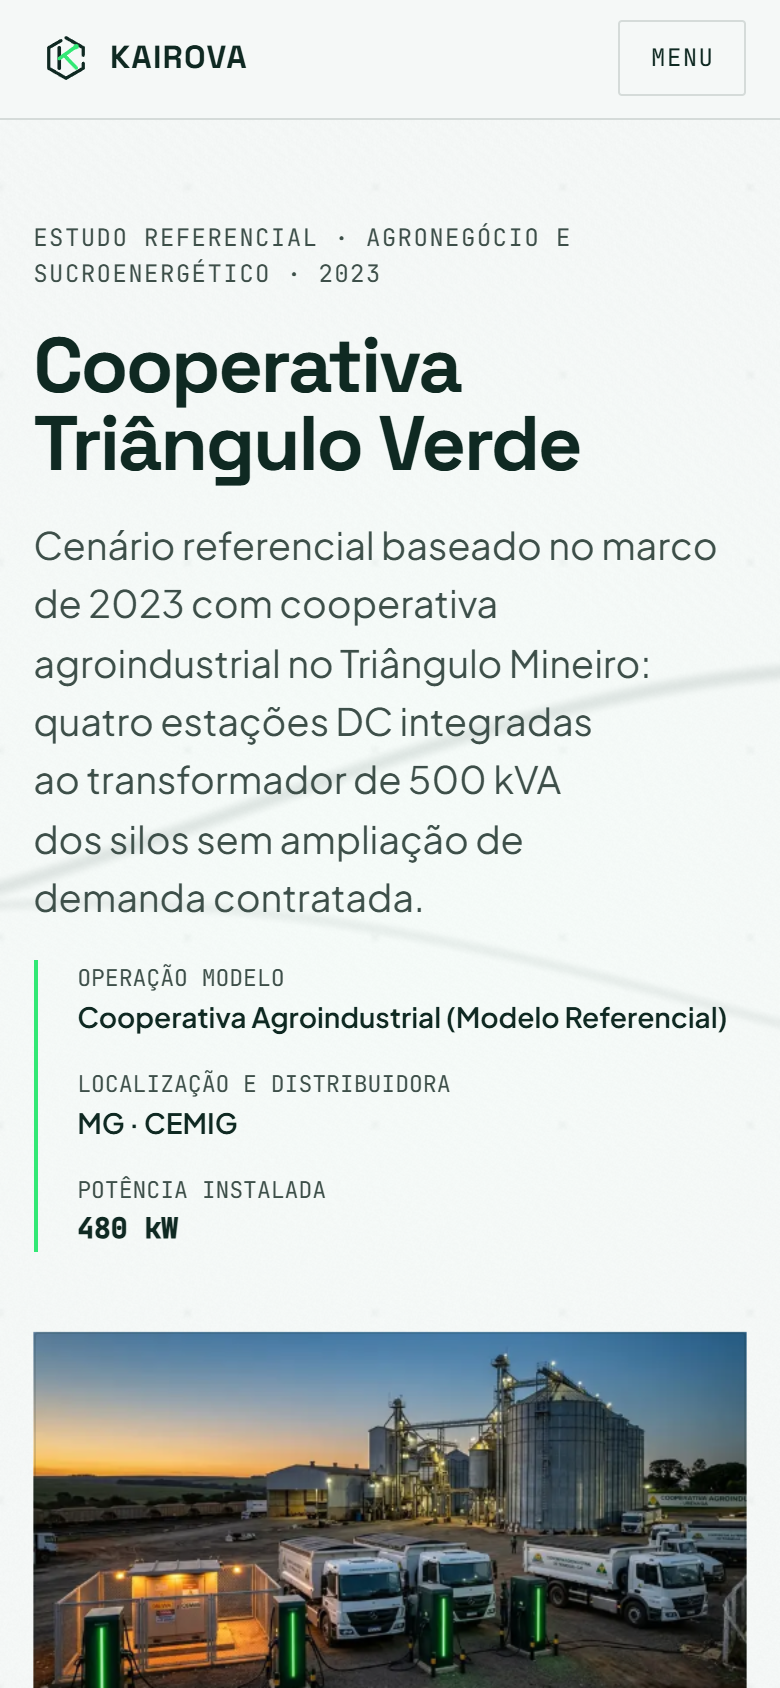 KAIROVA
MENU
ESTUDO REFERENCIAL · AGRONEGÓCIO E
SUCROENERGÉTICO · 2023
Cooperativa
Triângulo Verde
Cenário referencial baseado no marco
de 2023 com cooperativa
agroindustrial no Triângulo Mineiro:
quatro estações DC integradas
ao transformador de 500 kVA
dos silos sem ampliação de
demanda contratada.
OPERAÇÃO MODELO
Cooperativa Agroindustrial (Modelo Referencial)
LOCALIZAÇÃO E DISTRIBUIDORA
MG · CEMIG
POTÊNCIA INSTALADA
480 kW
COOPERATIVA AGROINDU